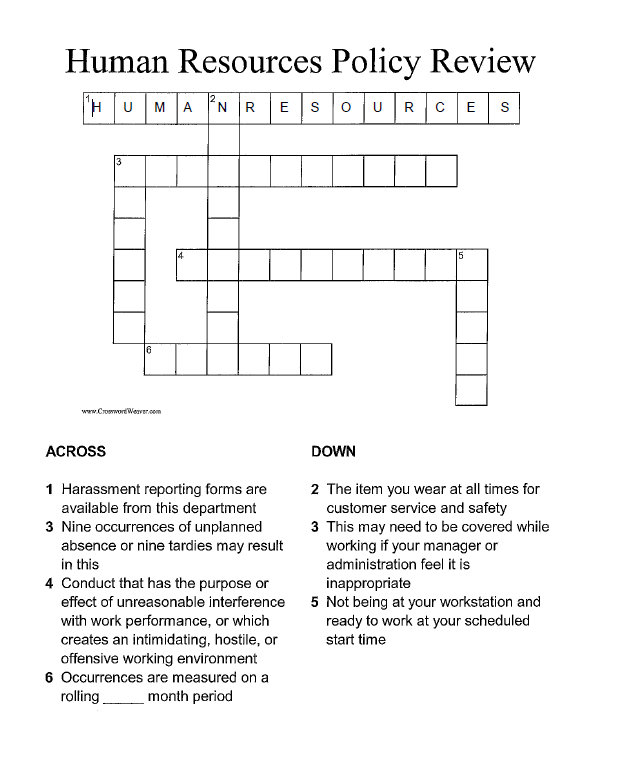 Human Resources Policy Review
1 H U M A 2 N R E S O U R C E S
3
4 5
6
www.CrosswordWeaver.com
ACROSS
1 Harassment reporting forms are
available from this department
3 Nine occurrences of unplanned
absence or nine tardies may result
in this
4 Conduct that has the purpose or
effect of unreasonable interference
with work performance, or which
creates an intimidating, hostile, or
offensive working environment
6 Occurrences are measured on a
rolling _____ month period
DOWN
2 The item you wear at all times for
customer service and safety
3 This may need to be covered while
working if your manager or
administration feel it is
inappropriate
5 Not being at your workstation and
ready to work at your scheduled
start time